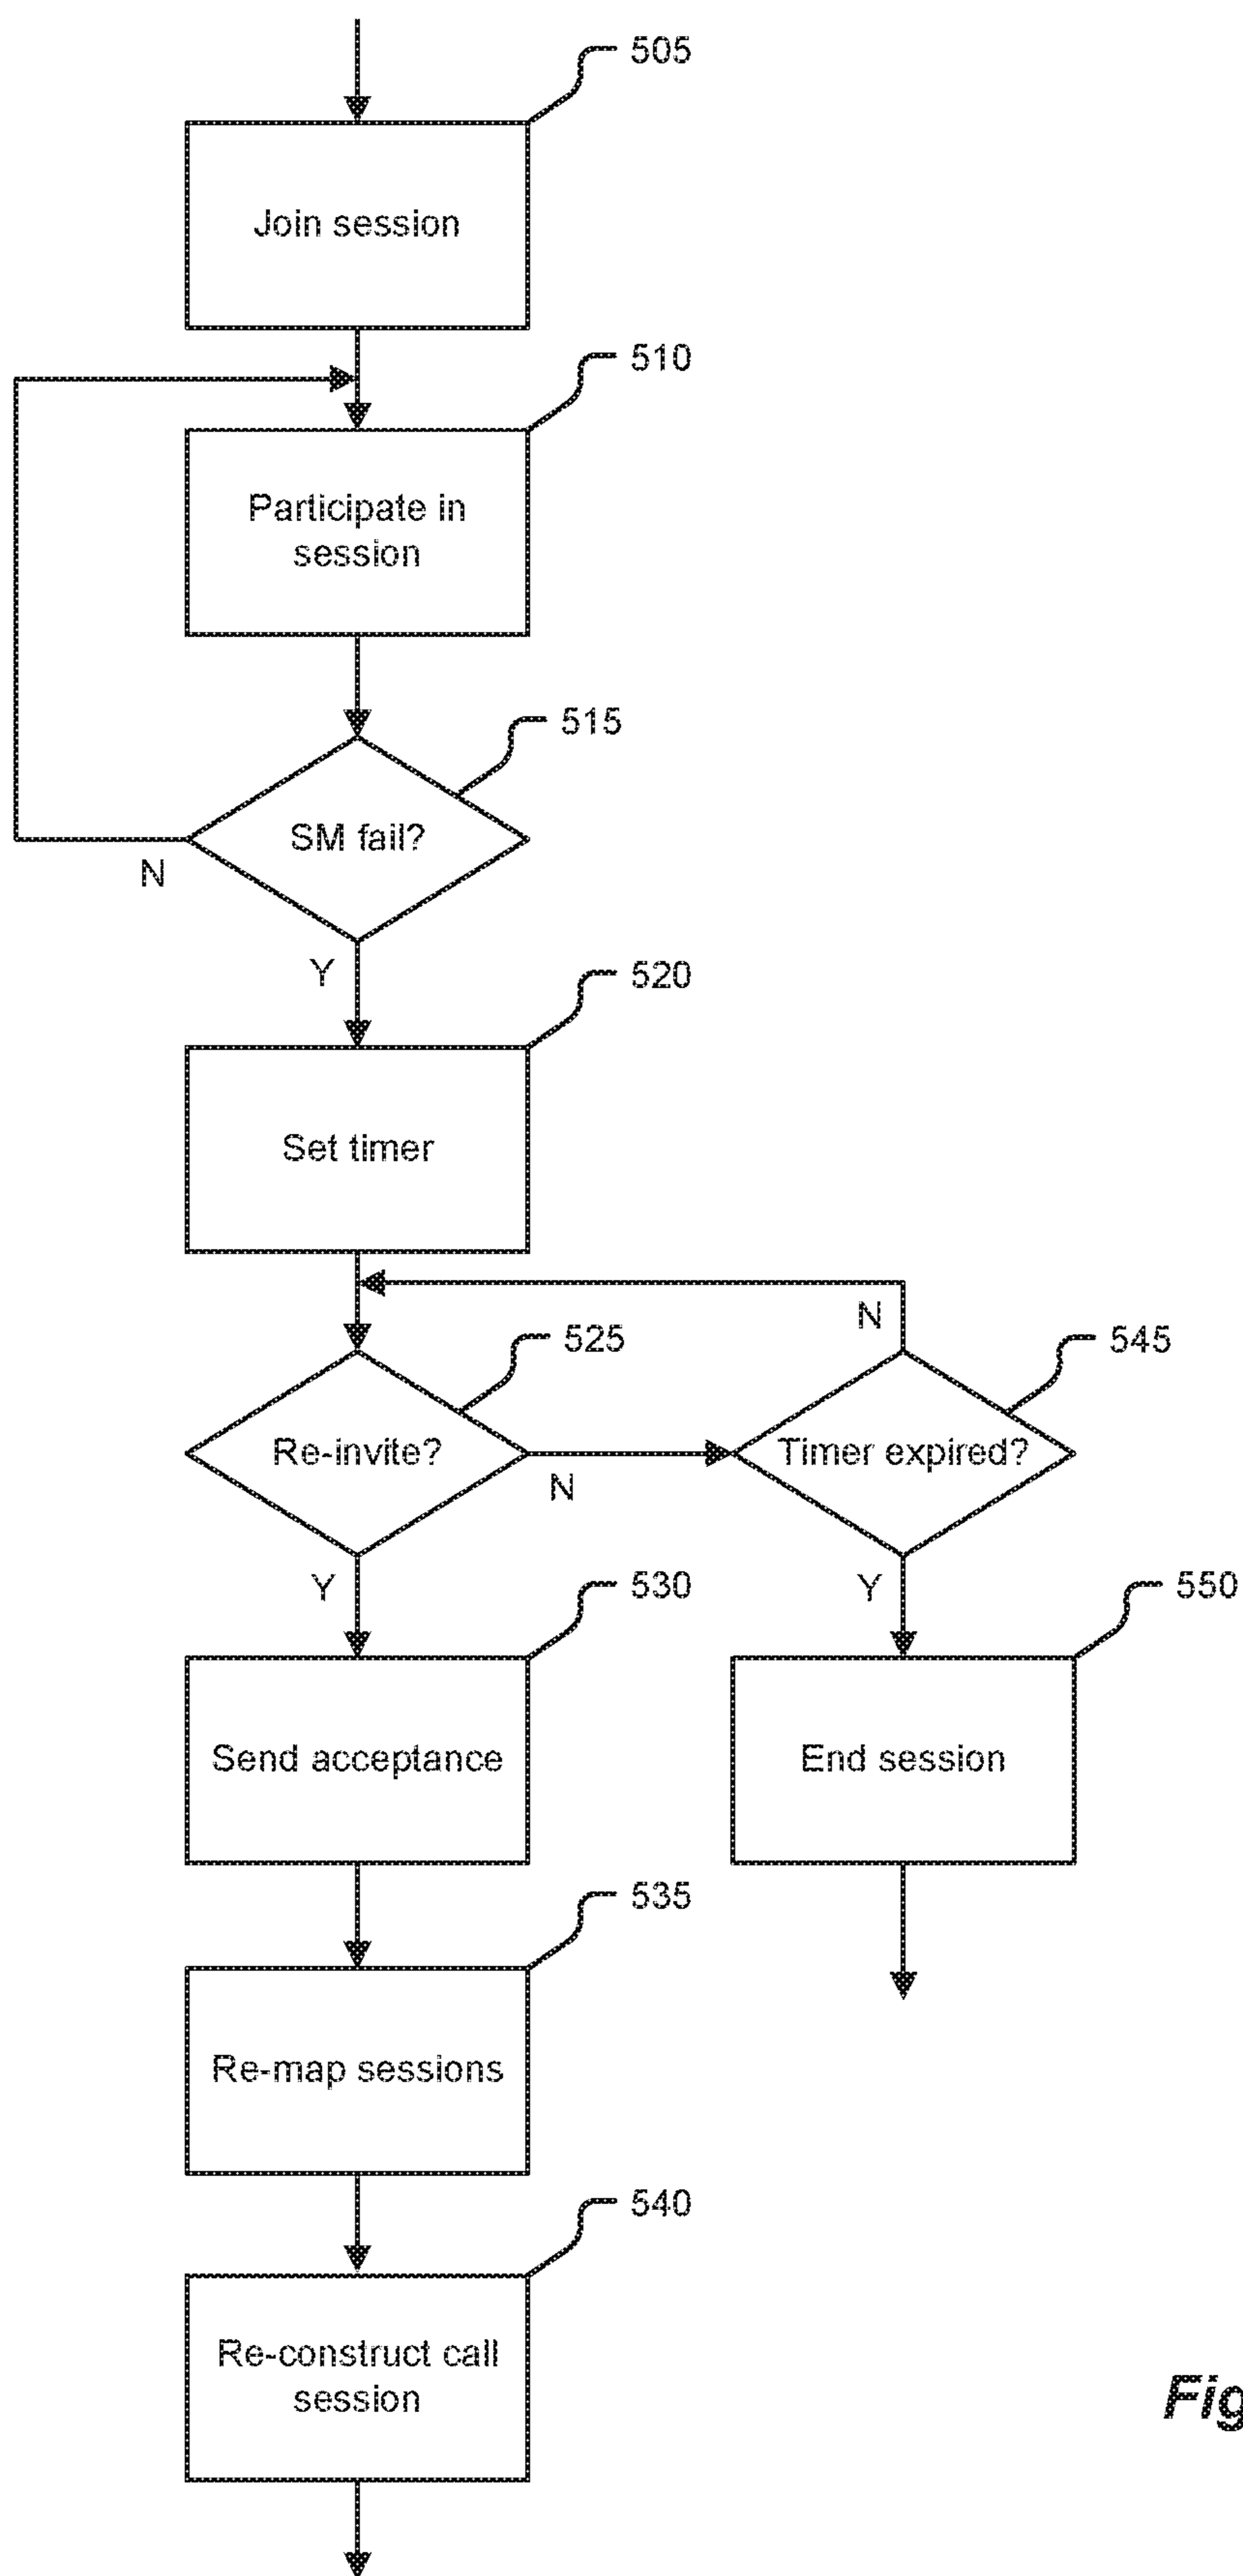 505
Join session
510
Participate in
session
515
SM fail?
N
Y
520
Set timer
N
525
545
Re-invite?
Timer expired?
N
Y
Y
530
550
Send acceptance
End session
535
Re-map sessions
540
Re-construct call
session
Fig